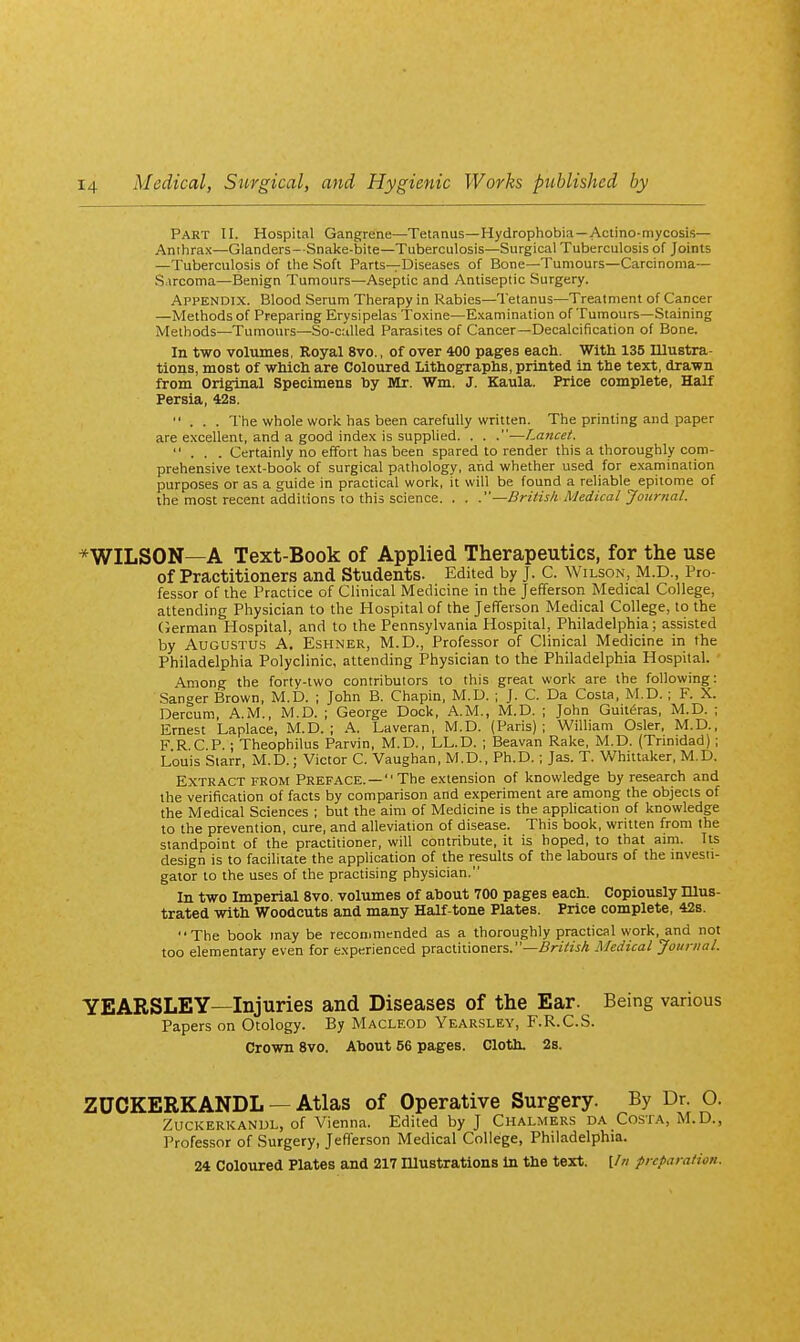 14 Medical, Surgical, and Hygienic Works published by
PART II. Hospital Gangrene—Tetanus—Hydrophobia—Actino-mycosis—
Anthrax—Glanders—Snake-bite—Tuberculosis—Surgical Tuberculosis of Joints
—Tuberculosis of the Soft Parts—Diseases of Bone—Tumours—Carcinoma—
Sarcoma—Benign Tumours—Aseptic and Antiseptic Surgery.
APPENDIX. Blood Serum Therapy in Rabies—Tetanus—Treatment of Cancer
—Methods of Preparing Erysipelas Toxine—Examination of Tumours—Staining
Methods—Tumours—So-called Parasites of Cancer—Decalcification of Bone.
In two volumes, Royal 8vo., of over 400 pages each. With 135 Illustra-
tions, most of which are Coloured Lithographs, printed in the text, drawn
from Original Specimens by Mr. Wm. J. Kaula. Price complete, Half
Persia, 42s.
" . . . The whole work has been carefully written. The printing and paper
are excellent, and a good index is supplied. . . ."—Lancet.
" . . . Certainly no effort has been spared to render this a thoroughly com-
prehensive text-book of surgical pathology, and whether used for examination
purposes or as a guide in practical work, it will be found a reliable epitome of
the most recent additions to this science. . . ."—British Medical Journal.
*WILSON—A Text-Book of Applied Therapeutics, for the use
of Practitioners and Students. Edited by J. C. WILSON, M.D., Pro-
fessor of the Practice of Clinical Medicine in the Jefferson Medical College,
attending Physician to the Hospital of the Jefferson Medical College, to the
German Hospital, and to the Pennsylvania Hospital, Philadelphia; assisted
by AUGUSTUS A. ESHNER, M.D., Professor of Clinical Medicine in the
Philadelphia Polyclinic, attending Physician to the Philadelphia Hospital.
Among the forty-two contributors to this great work are the following:
Sanger Brown, M.D. ; John B. Chapin, M.D. ; J. C. Da Costa, M.D. ; F. X.
Dercum, A.M., M.D. ; George Dock, A.M., M.D. ; John Guitéras, M.D. ;
Ernest Laplace, M.D. ; A. Laveran, M.D. (Paris) ; William Osler, M.D.,
F.R.C.P. ; Theophilus Parvin, M.D., LL.D. ; Beavan Rake, M.D. (Trinidad) ;
Louis Starr, M.D. ; Victor C. Vaughan, M.D., Ph.D. ; Jas. T. Whittaker, M.D.
EXTRACT FROM PREFACE.—"The extension of knowledge by research and
the verification of facts by comparison and experiment are among the objects of
the Medical Sciences ; but the aim of Medicine is the application of knowledge
to the prevention, cure, and alleviation of disease. This book, written from the
standpoint of the practitioner, will contribute, it is hoped, to that aim. Its
design is to facilitate the application of the results of the labours of the investi-
gator to the uses of the practising physician."
In two Imperial 8vo. volumes of about 700 pages each. Copiously Illus-
trated with Woodcuts and many Half-tone Plates. Price complete, 42s.
"The book may be recommended as a thoroughly practical work, and not
too elementary even for experienced practitioners."—British Medical Journal.
YEARSLEY—Injuries and Diseases of the Ear. Being various
Papers on Otology. By MACLEOD YEARSLEY, F.R.C.S.
Crown 8vo. About 56 pages. Cloth. 2s.
ZUCKERKANDL—Atlas of Operative Surgery. By Dr. O.
ZUCKERKANDL, of Vienna. Edited by J CHALMERS DA COSTA, M.D.,
Professor of Surgery, Jefferson Medical College, Philadelphia.
24 Coloured Plates and 217 Illustrations in the text. [In preparation.